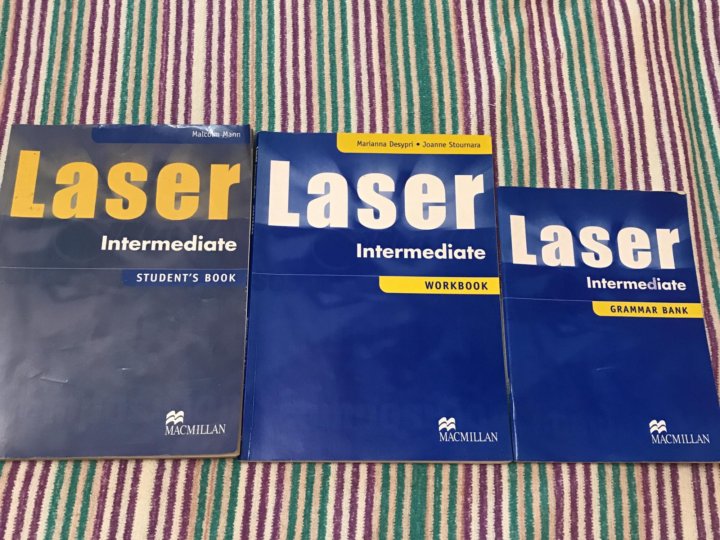 Malcolm Mann
Laser
Intermediate
STUDENT'S BOOK
MACMILLAN
Marianna Desypri • Joanne Stournara
Laser
Intermediate
WORKBOOK
MACMILLAN
Laser
Intermediate
GRAMMAR BANK
MACMILLAN